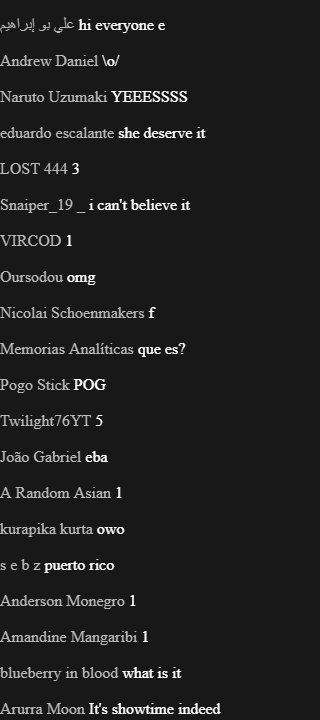 علي بو إبراهيم hi everyone e
Andrew Daniel \o/
Naruto Uzumaki YEEESSSS
eduardo escalante she deserve it
LOST 444 3
Snaiper_19 _ i can't believe it
VIRCOD 1
Oursodou omg
Nicolai Schoenmakers f
Memorias Analíticas que es?
Pogo Stick POG
Twilight76YT 5
João Gabriel eba
A Random Asian 1
kurapika kurta owo
s e b z puerto rico
Anderson Monegro 1
Amandine Mangaribi 1
blueberry in blood what is it
Arurra Moon It's showtime indeed